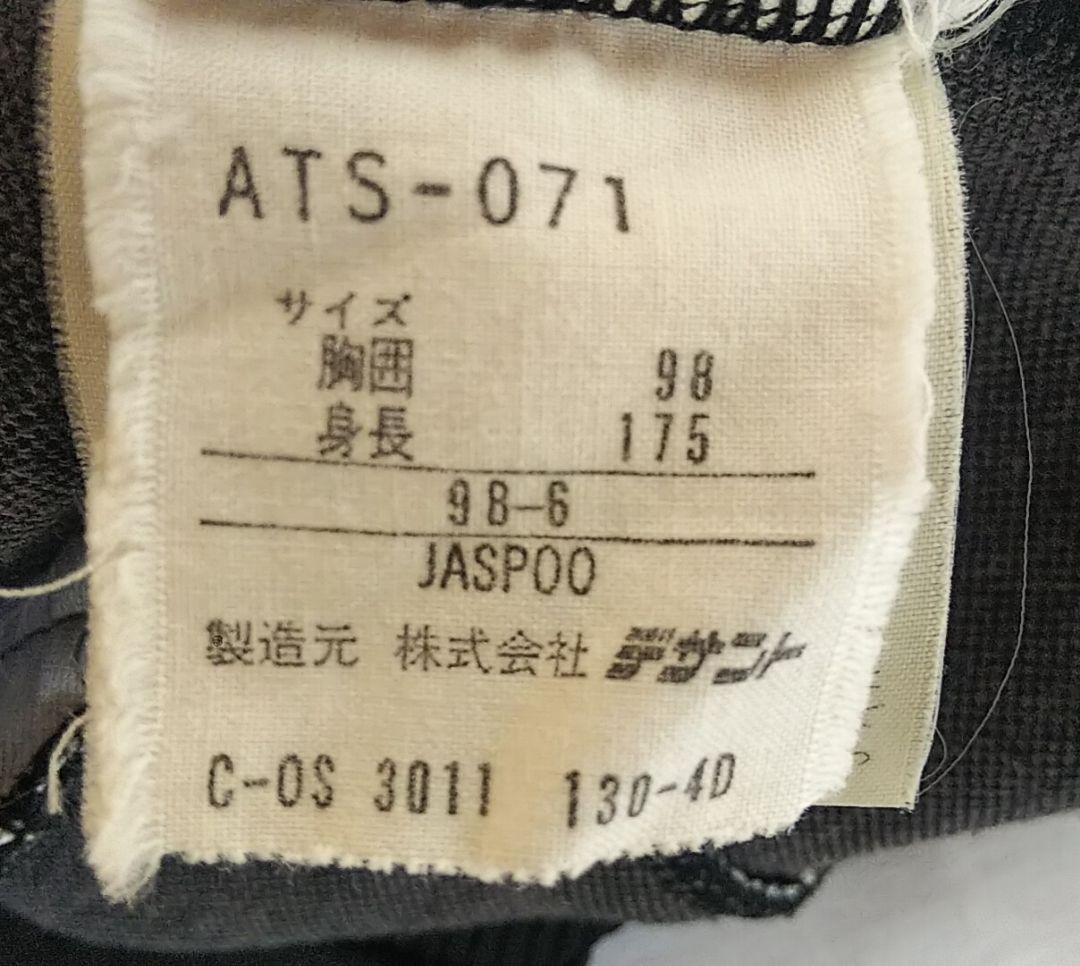 ATS-071
サイズ
胸囲 98
身長 175
98-6
JASPOO
製造元 株式会社デサント
C-OS 3011 130-4D